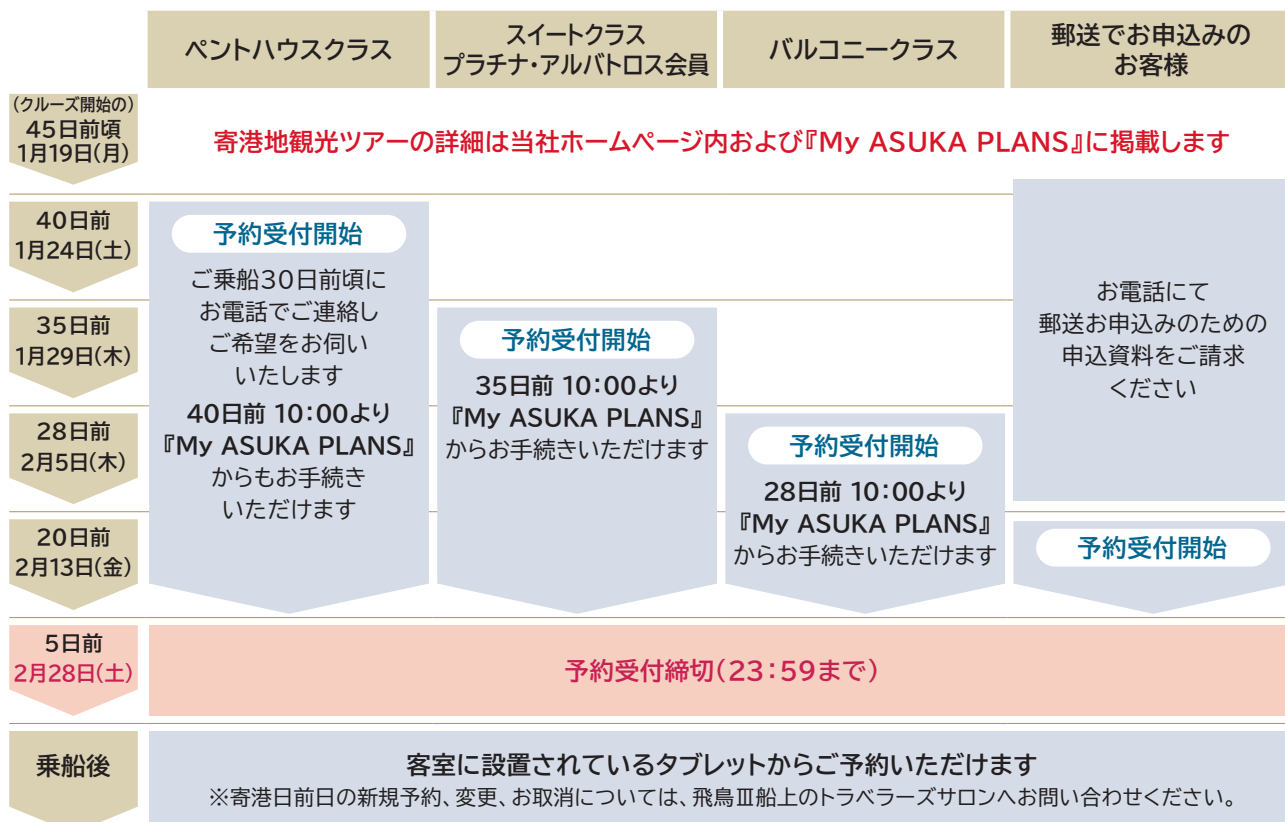 ペントハウスクラス
スイートクラス
プラチナ・アルバトロス会員
バルコニークラス
郵送でお申込みの
お客様
(クルーズ開始の)
45日前頃
1月19日(月)
寄港地観光ツアーの詳細は当社ホームページ内および『My ASUKA PLANS』に掲載します
40日前
1月24日(土)
35日前
1月29日(木)
28日前
2月5日(木)
20日前
2月13日(金)
予約受付開始
ご乗船30日前頃に
お電話でご連絡し
ご希望をお伺い
いたします
40日前 10:00より
『My ASUKA PLANS』
からもお手続き
いただけます
予約受付開始
35日前 10:00より
『My ASUKA PLANS』
からお手続きいただけます
予約受付開始
28日前 10:00より
『My ASUKA PLANS』
からお手続きいただけます
お電話にて
郵送お申込みのための
申込資料をご請求
ください
予約受付開始
5日前
2月28日(土)
予約受付締切(23:59まで)
乗船後
客室に設置されているタブレットからご予約いただけます
※寄港日前日の新規予約、変更、お取消については、飛鳥Ⅲ船上のトラベラーズサロンへお問い合わせください。